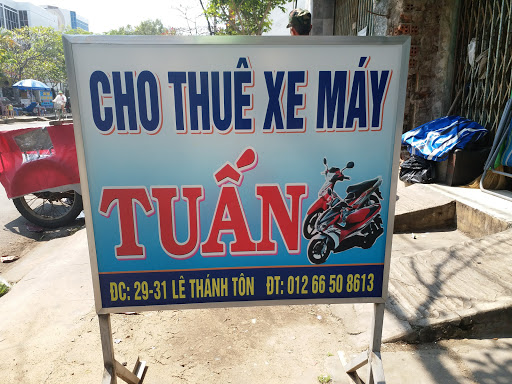 CHO THUÊ XE MÁY
TUẤN
ĐC: 29-31 LÊ THÁNH TÔN ĐT: 012 66 50 8613